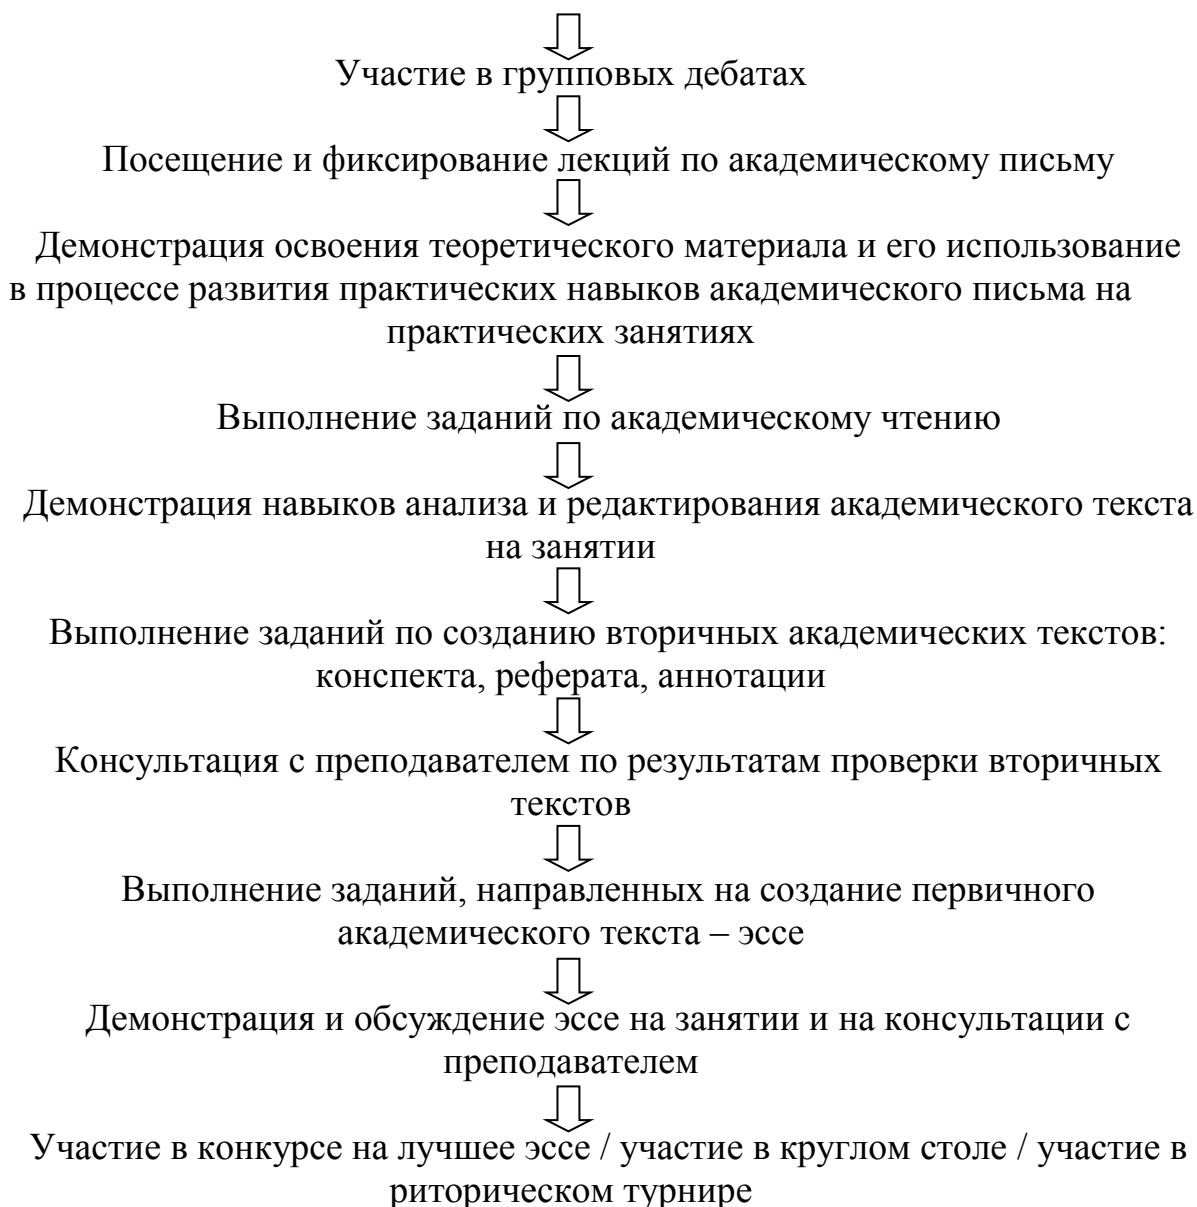 Участие в групповых дебатах
Посещение и фиксирование лекций по академическому письму
Демонстрация освоения теоретического материала и его использование
в процессе развития практических навыков академического письма на
практических занятиях
Выполнение заданий по академическому чтению
Демонстрация навыков анализа и редактирования академического текста
на занятии
Выполнение заданий по созданию вторичных академических текстов:
конспекта, реферата, аннотации
Консультация с преподавателем по результатам проверки вторичных
текстов
Выполнение заданий, направленных на создание первичного
академического текста – эссе
Демонстрация и обсуждение эссе на занятии и на консультации с
преподавателем
Участие в конкурсе на лучшее эссе / участие в круглом столе / участие в
риторическом турнире